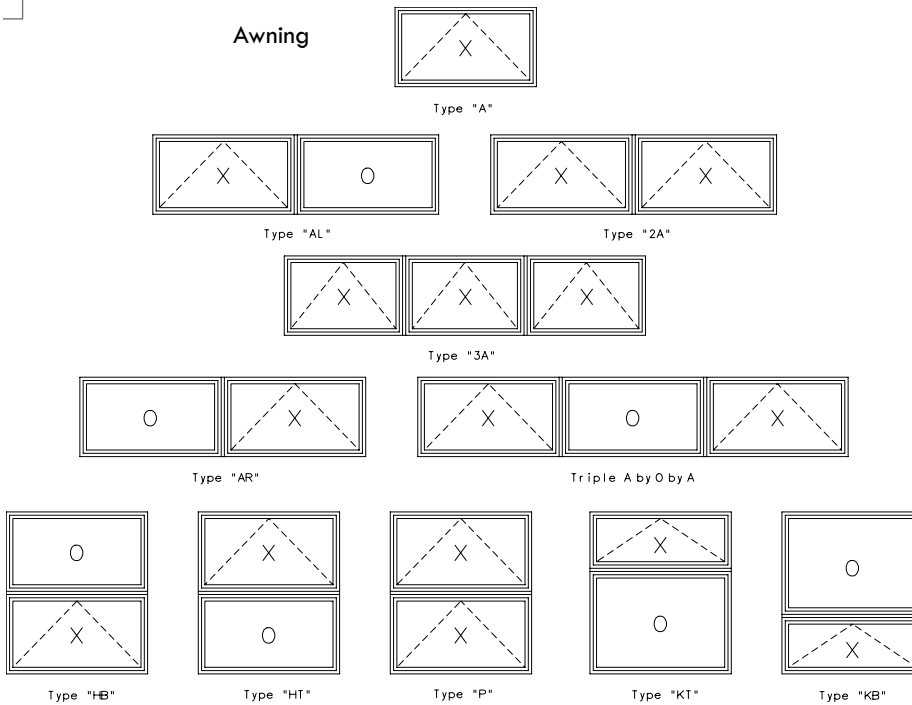 Awning
X
Type "A"
X O
X X
Type "AL"
Type "2A"
X X X
Type "3A"
O X
X O X
Type "AR"
Triple A by O by A
O
X
X
O
X
X
X
O
O
X
Type "HB"
Type "HT"
Type "P"
Type "KT"
Type "KB"